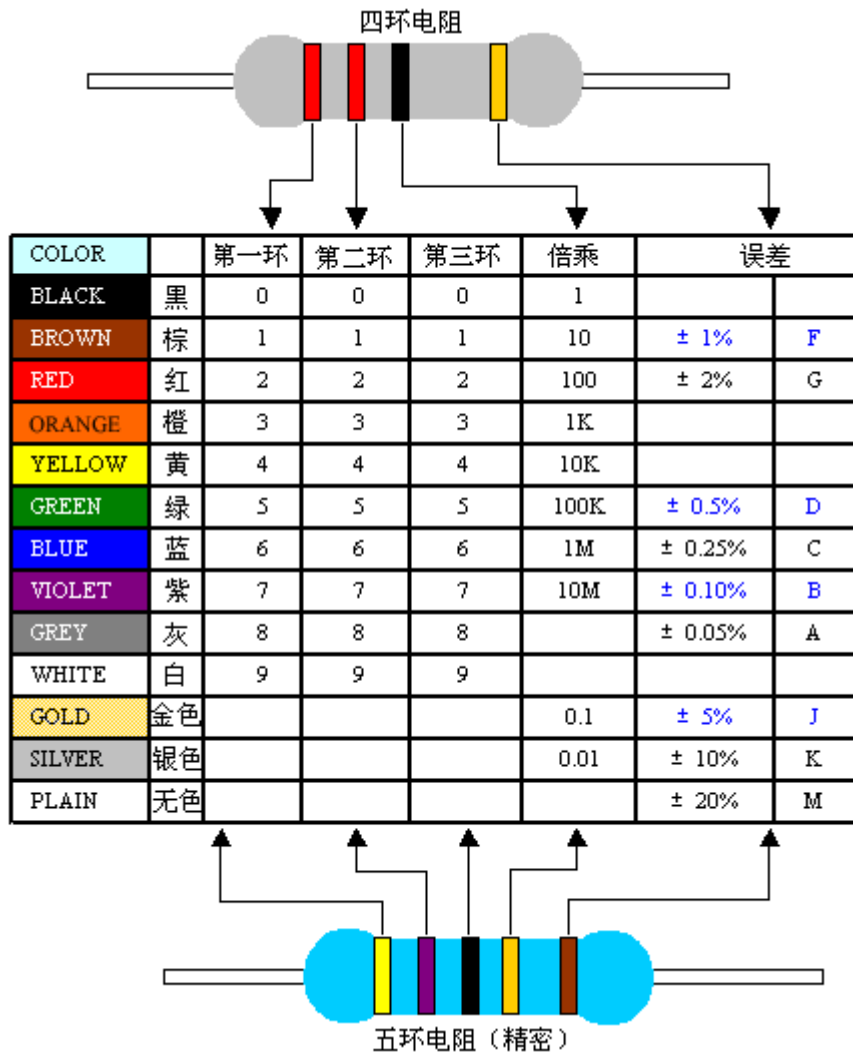 四环电阻
COLOR 第一环 第二环 第三环 倍乘 误差
BLACK 黑 0 0 0 1
BROWN 棕 1 1 1 10 ± 1% F
RED 红 2 2 2 100 ± 2% G
ORANGE 橙 3 3 3 1K
YELLOW 黄 4 4 4 10K
GREEN 绿 5 5 5 100K ± 0.5% D
BLUE 蓝 6 6 6 1M ± 0.25% C
VIOLET 紫 7 7 7 10M ± 0.10% B
GREY 灰 8 8 8 ± 0.05% A
WHITE 白 9 9 9
GOLD 金色 0.1 ± 5% J
SILVER 银色 0.01 ± 10% K
PLAIN 无色 ± 20% M
五环电阻（精密）